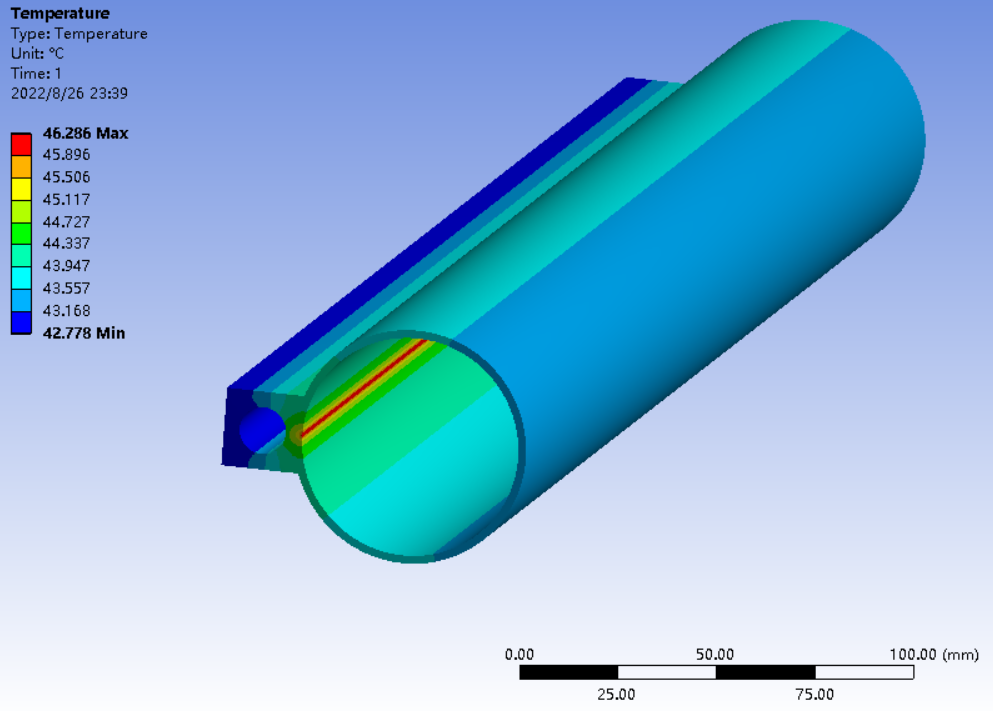 Temperature
Type: Temperature
Unit: °C
Time: 1
2022/8/26 23:39
46.286 Max
45.896
45.506
45.117
44.727
44.337
43.947
43.557
43.168
42.778 Min
0.00 50.00 100.00 (mm)
25.00 75.00